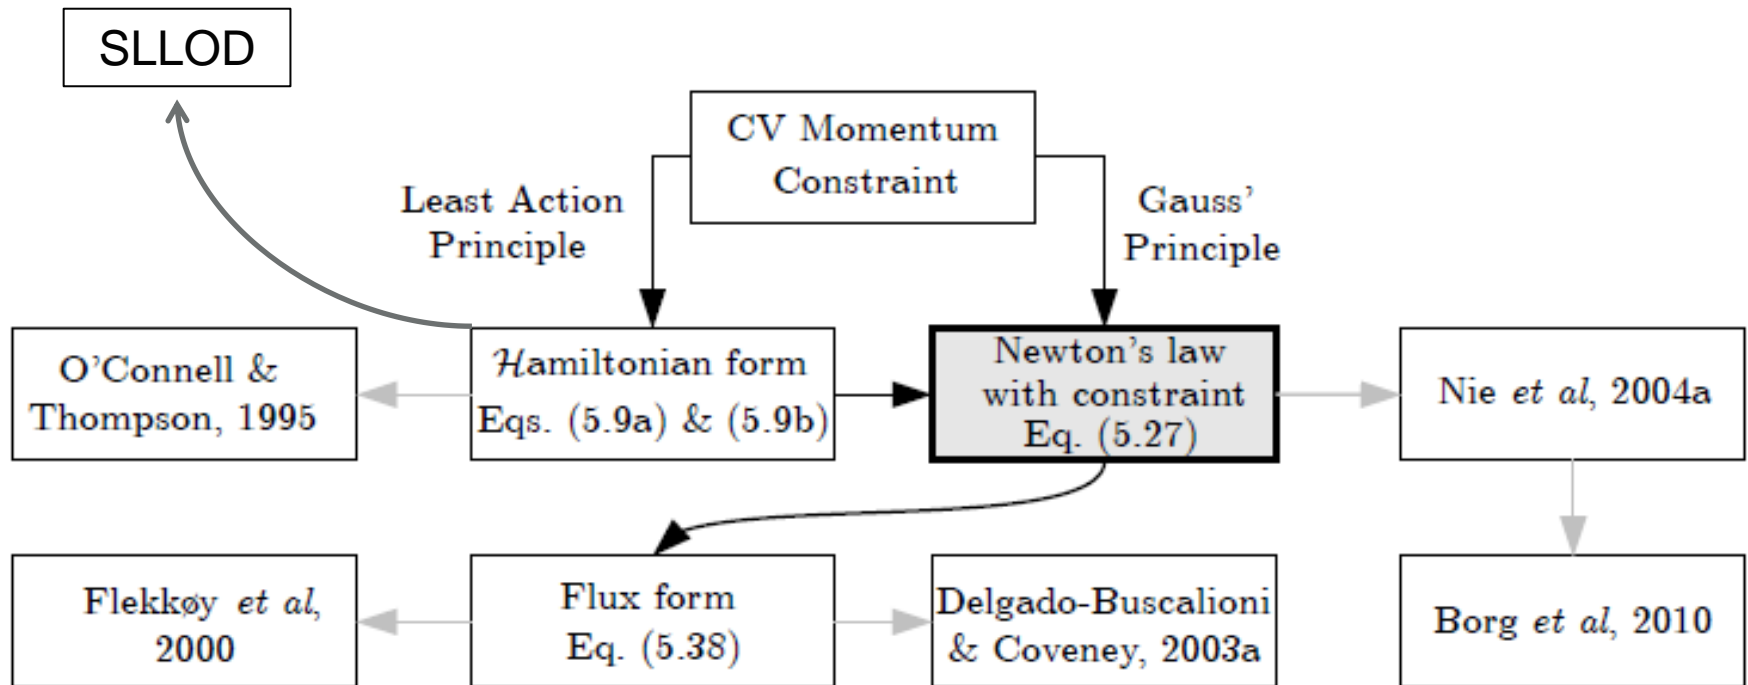 SLLOD
CV Momentum
Constraint
Least Action
Principle
Gauss'
Principle
O'Connell &
Thompson, 1995
ℋamiltonian form
Eqs. (5.9a) & (5.9b)
Newton's law
with constraint
Eq. (5.27)
Nie et al, 2004a
Flekkøy et al,
2000
Flux form
Eq. (5.38)
Delgado-Buscalioni
& Coveney, 2003a
Borg et al, 2010